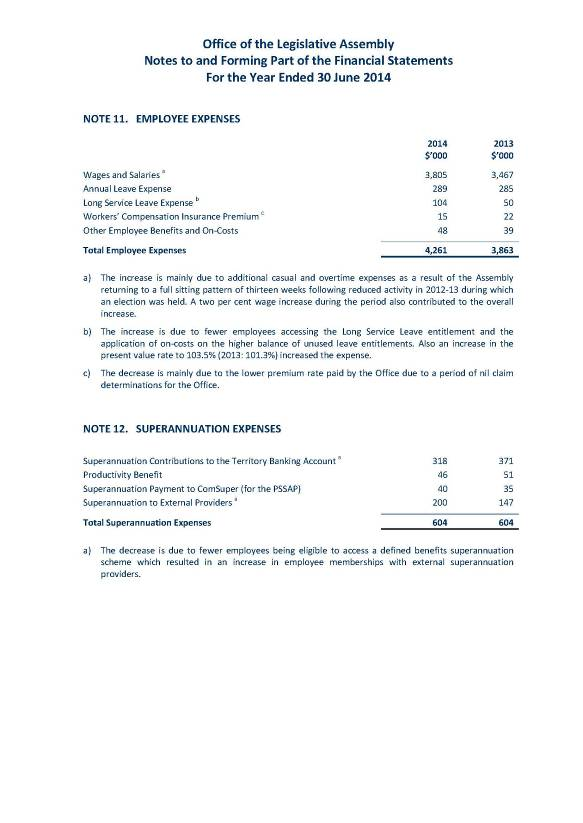 Office of the Legislative Assembly
Notes to and Forming Part of the Financial Statements
For the Year Ended 30 June 2014
NOTE 11. EMPLOYEE EXPENSES
2014 2013
$'000 $'000
Wages and Salaries a 3,805 3,467
Annual Leave Expense 289 285
Long Service Leave Expense b 104 50
Workers' Compensation Insurance Premium c 15 22
Other Employee Benefits and On-Costs 48 39
Total Employee Expenses 4,261 3,863
a) The increase is mainly due to additional casual and overtime expenses as a result of the Assembly
returning to a full sitting pattern of thirteen weeks following reduced activity in 2012-13 during which
an election was held. A two per cent wage increase during the period also contributed to the overall
increase.
b) The increase is due to fewer employees accessing the Long Service Leave entitlement and the
application of on-costs on the higher balance of unused leave entitlements. Also an increase in the
present value rate to 103.5% (2013: 101.3%) increased the expense.
c) The decrease is mainly due to the lower premium rate paid by the Office due to a period of nil claim
determinations for the Office.
NOTE 12. SUPERANNUATION EXPENSES
Superannuation Contributions to the Territory Banking Account a 318 371
Productivity Benefit 46 51
Superannuation Payment to ComSuper (for the PSSAP) 40 35
Superannuation to External Providers a 200 147
Total Superannuation Expenses 604 604
a) The decrease is due to fewer employees being eligible to access a defined benefits superannuation
scheme which resulted in an increase in employee memberships with external superannuation
providers.